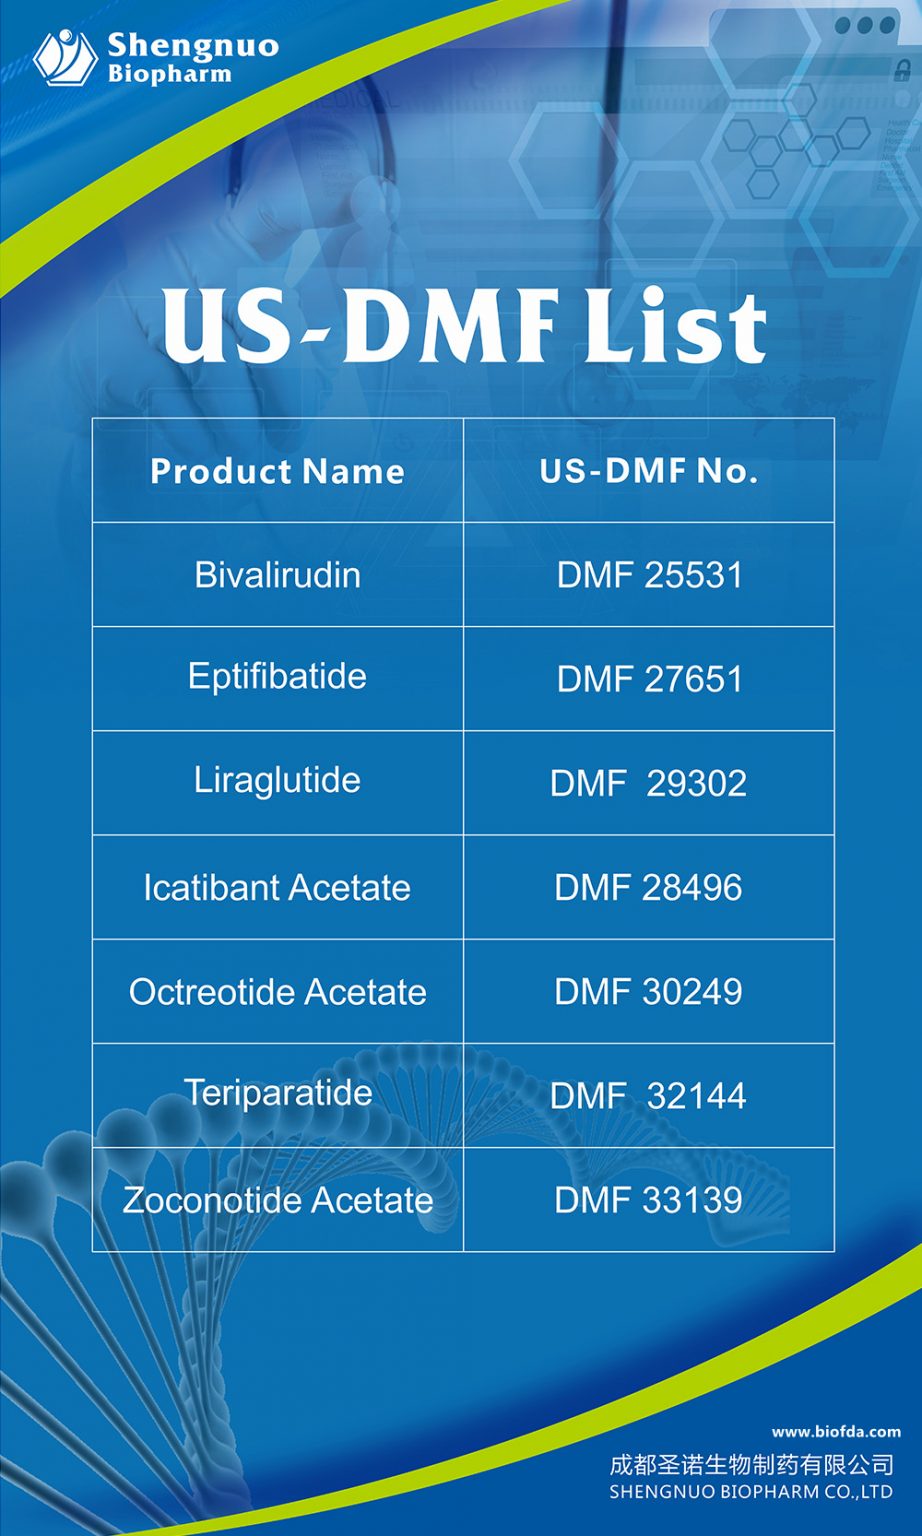 Shengnuo
Biopharm
US-DMF List
Product Name US-DMF No.
Bivalirudin DMF 25531
Eptifibatide DMF 27651
Liraglutide DMF 29302
Icatibant Acetate DMF 28496
Octreotide Acetate DMF 30249
Teriparatide DMF 32144
Zoconotide Acetate DMF 33139
www.biofda.com
成都圣诺生物制药有限公司
SHENGNUO BIOPHARM CO.,LTD